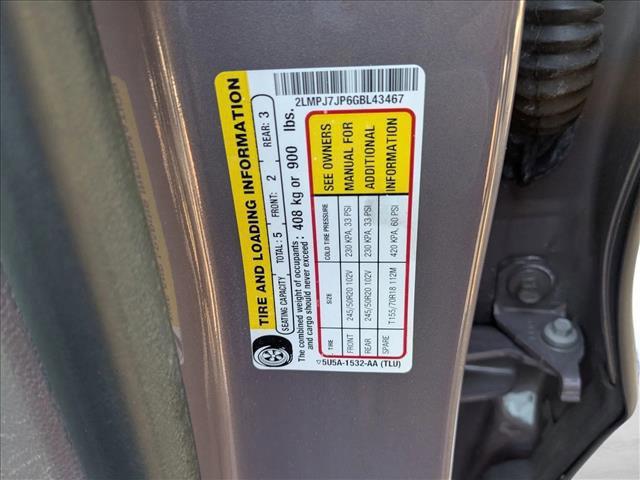 2LMPJ7JP6GBL43467
TIRE AND LOADING INFORMATION
SEATING CAPACITY TOTAL: 5 FRONT: 2 REAR: 3
The combined weight of occupants
and cargo should never exceed: 408 kg or 900 lbs.
TIRE SIZE COLD TIRE PRESSURE SEE OWNERS
FRONT 245/50R20 102V 230 KPA, 33 PSI MANUAL FOR
REAR 245/50R20 102V 230 KPA, 33 PSI ADDITIONAL
SPARE T155/70R18 112M 420 KPA, 60 PSI INFORMATION
5U5A-1532-AA (TLU)